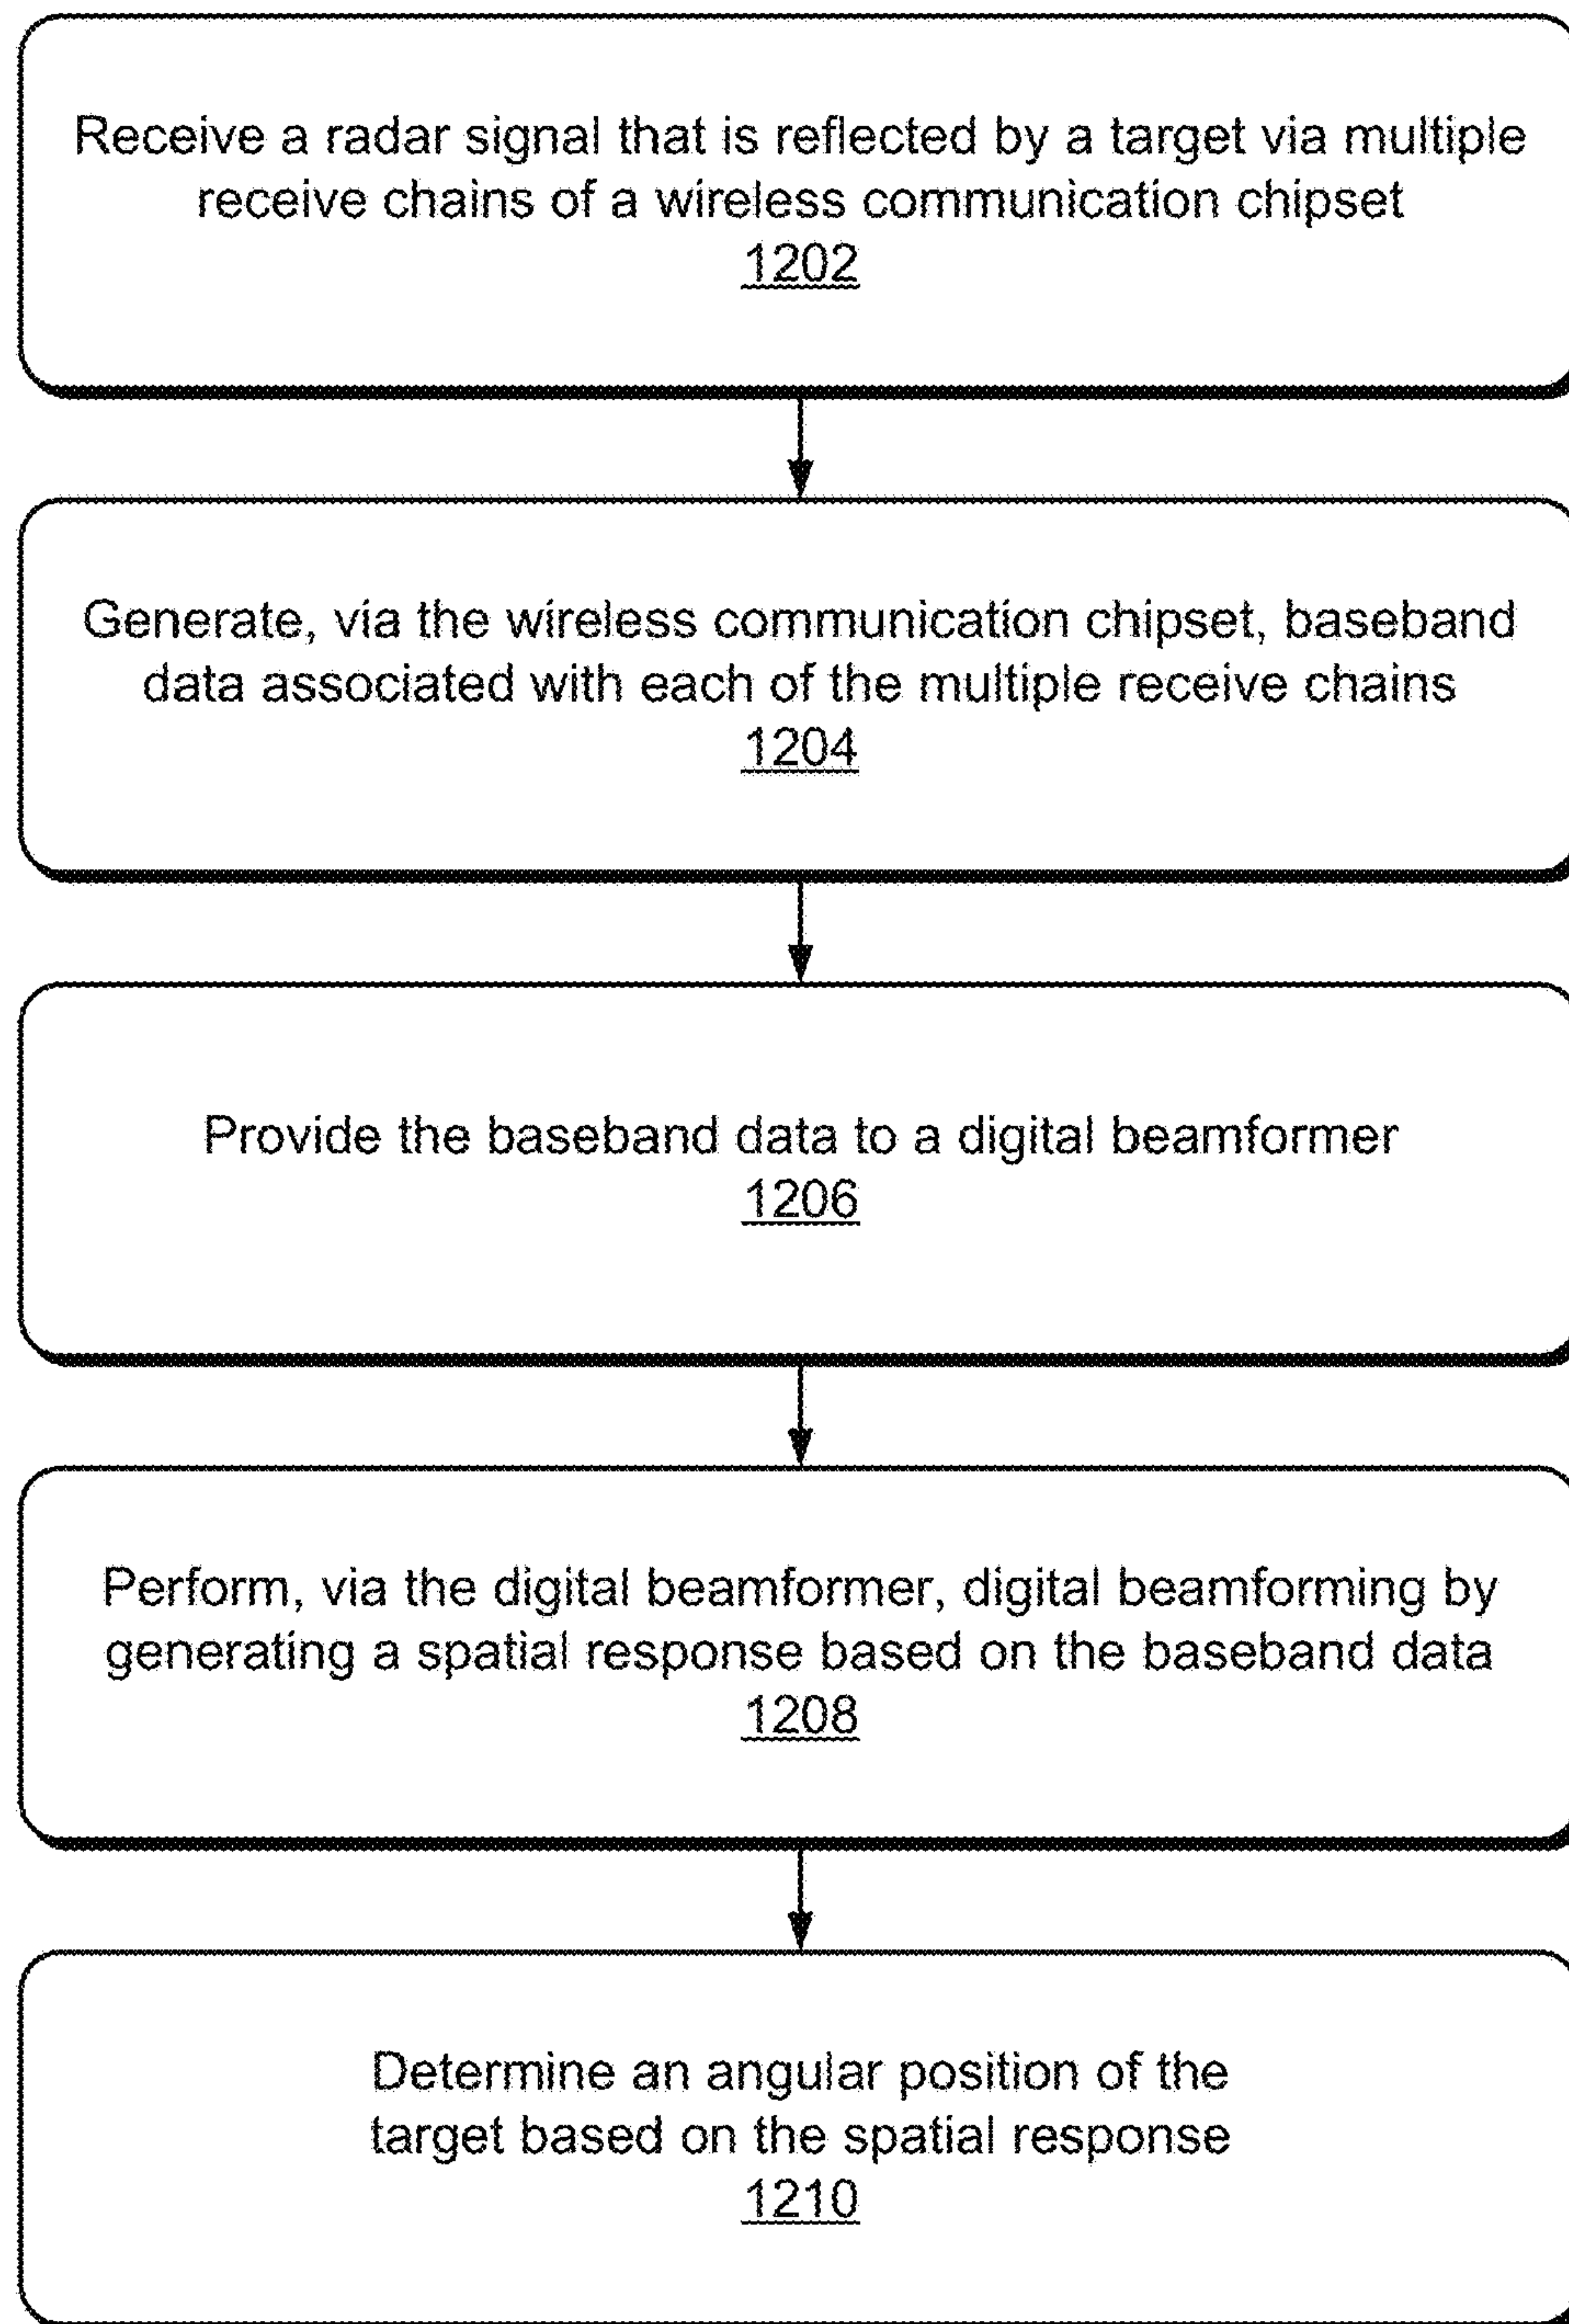 Receive a radar signal that is reflected by a target via multiple
receive chains of a wireless communication chipset
1202
Generate, via the wireless communication chipset, baseband
data associated with each of the multiple receive chains
1204
Provide the baseband data to a digital beamformer
1206
Perform, via the digital beamformer, digital beamforming by
generating a spatial response based on the baseband data
1208
Determine an angular position of the
target based on the spatial response
1210